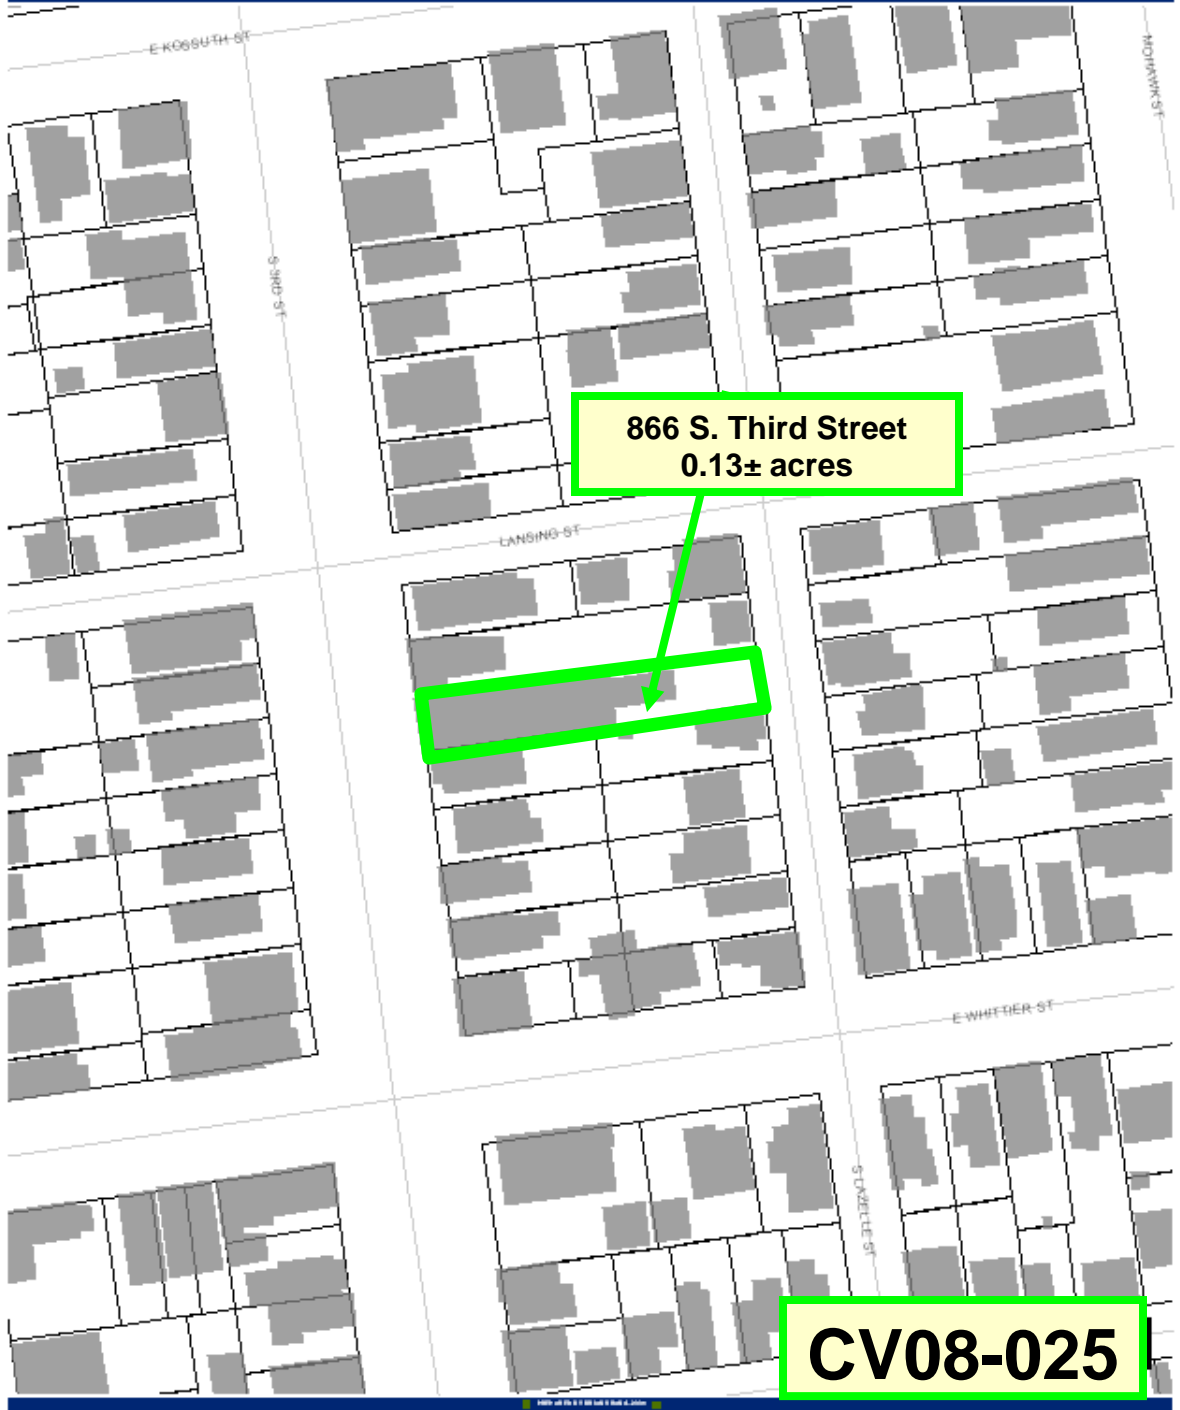 E KOSSUTH ST
MOHAWK ST
S 3RD ST
866 S. Third Street
0.13± acres
LANSING ST
E WHITTIER ST
S LAZELLE ST
CV08-025